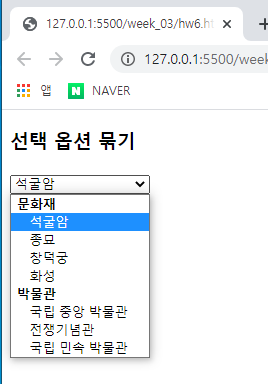 127.0.0.1:5500/week_03/hw6.h
127.0.0.1:5500/week
앱
NAVER
선택 옵션 묶기
석굴암
문화재
석굴암
종묘
창덕궁
화성
박물관
국립 중앙 박물관
전쟁기념관
국립 민속 박물관